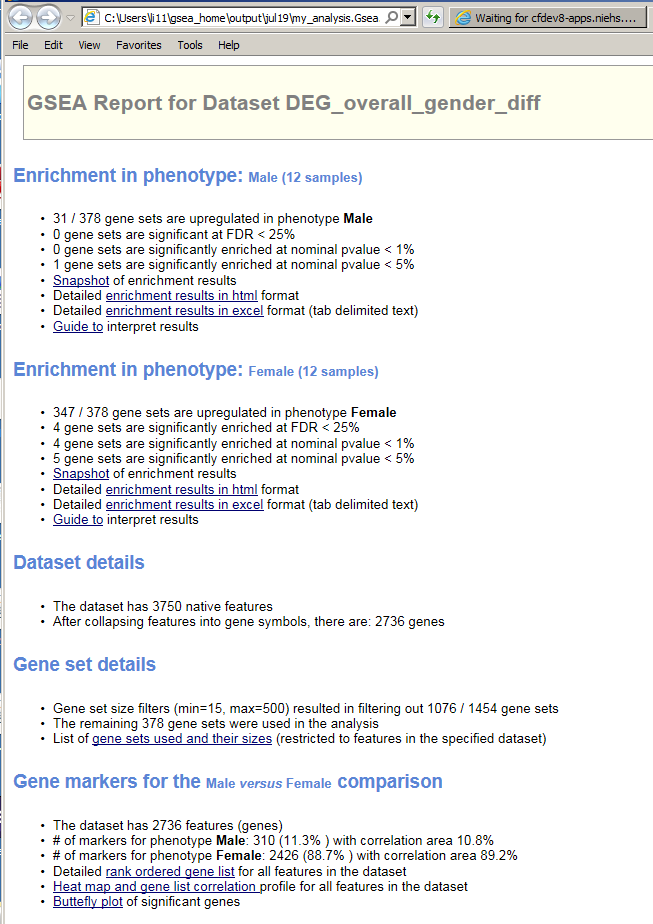 C:\Users\li11\gsea_home\output\jul19\my_analysis.Gsea
Waiting for cfdev8-apps.niehs....
File Edit View Favorites Tools Help
GSEA Report for Dataset DEG_overall_gender_diff
Enrichment in phenotype: Male (12 samples)
• 31 / 378 gene sets are upregulated in phenotype Male
• 0 gene sets are significant at FDR < 25%
• 0 gene sets are significantly enriched at nominal pvalue < 1%
• 1 gene sets are significantly enriched at nominal pvalue < 5%
• Snapshot of enrichment results
• Detailed enrichment results in html format
• Detailed enrichment results in excel format (tab delimited text)
• Guide to interpret results
Enrichment in phenotype: Female (12 samples)
• 347 / 378 gene sets are upregulated in phenotype Female
• 4 gene sets are significantly enriched at FDR < 25%
• 4 gene sets are significantly enriched at nominal pvalue < 1%
• 5 gene sets are significantly enriched at nominal pvalue < 5%
• Snapshot of enrichment results
• Detailed enrichment results in html format
• Detailed enrichment results in excel format (tab delimited text)
• Guide to interpret results
Dataset details
• The dataset has 3750 native features
• After collapsing features into gene symbols, there are: 2736 genes
Gene set details
• Gene set size filters (min=15, max=500) resulted in filtering out 1076 / 1454 gene sets
• The remaining 378 gene sets were used in the analysis
• List of gene sets used and their sizes (restricted to features in the specified dataset)
Gene markers for the Male versus Female comparison
• The dataset has 2736 features (genes)
• # of markers for phenotype Male: 310 (11.3% ) with correlation area 10.8%
• # of markers for phenotype Female: 2426 (88.7% ) with correlation area 89.2%
• Detailed rank ordered gene list for all features in the dataset
• Heat map and gene list correlation profile for all features in the dataset
• Buttefly plot of significant genes